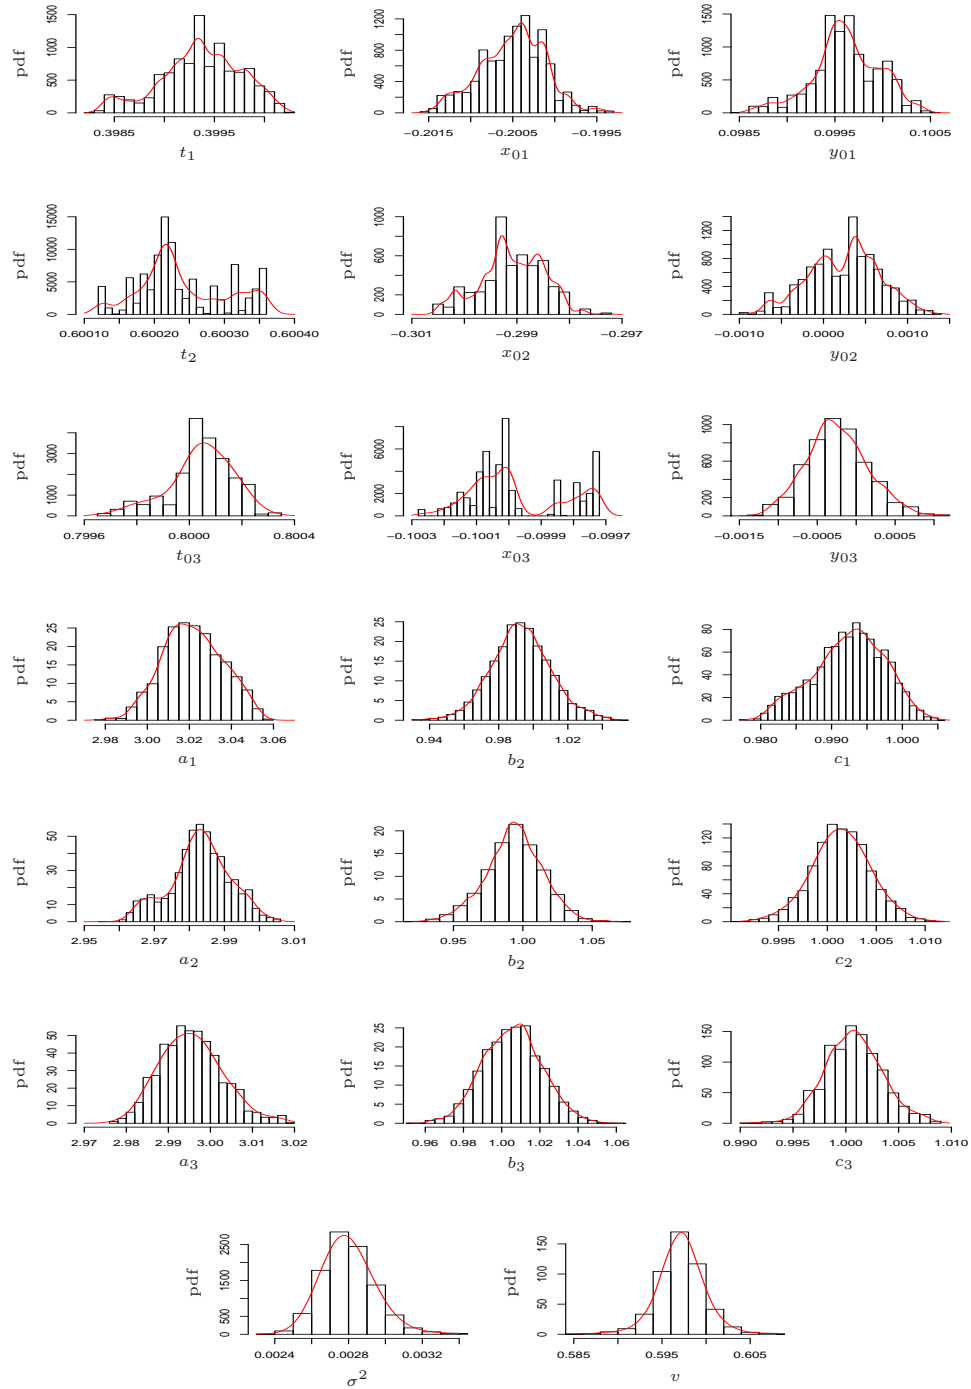 pdf
0 500 1000 1500
0.3985 0.3995
t1
pdf
0 400 800 1200
−0.2015 −0.2005 −0.1995
x01
pdf
0 500 1000 1500
0.0985 0.0995 0.1005
y01
pdf
0 5000 10000 15000
0.60010 0.60020 0.60030 0.60040
t2
pdf
0 200 600 1000
−0.301 −0.299 −0.297
x02
pdf
0 400 800 1200
−0.0010 0.0000 0.0010
y02
pdf
0 1000 3000
0.7996 0.8000 0.8004
t03
pdf
0 2000 6000
−0.1003 −0.1001 −0.0999 −0.0997
x03
pdf
0 200 600 1000
−0.0015 −0.0005 0.0005
y03
pdf
0 5 10 15 20 25
2.98 3.00 3.02 3.04 3.06
a1
pdf
0 5 10 15 20 25
0.94 0.98 1.02
b2
pdf
0 20 40 60 80
0.980 0.990 1.000
c1
pdf
0 10 30 50
2.95 2.97 2.99 3.01
a2
pdf
0 5 10 15 20
0.95 1.00 1.05
b2
pdf
0 40 80 120
0.995 1.000 1.005 1.010
c2
pdf
0 10 20 30 40 50
2.97 2.98 2.99 3.00 3.01 3.02
a3
pdf
0 5 10 15 20 25
0.96 0.98 1.00 1.02 1.04 1.06
b3
pdf
0 50 100 150
0.990 0.995 1.000 1.005 1.010
c3
pdf
0 500 1500 2500
0.0024 0.0028 0.0032
σ²
pdf
0 50 100 150
0.585 0.595 0.605
v